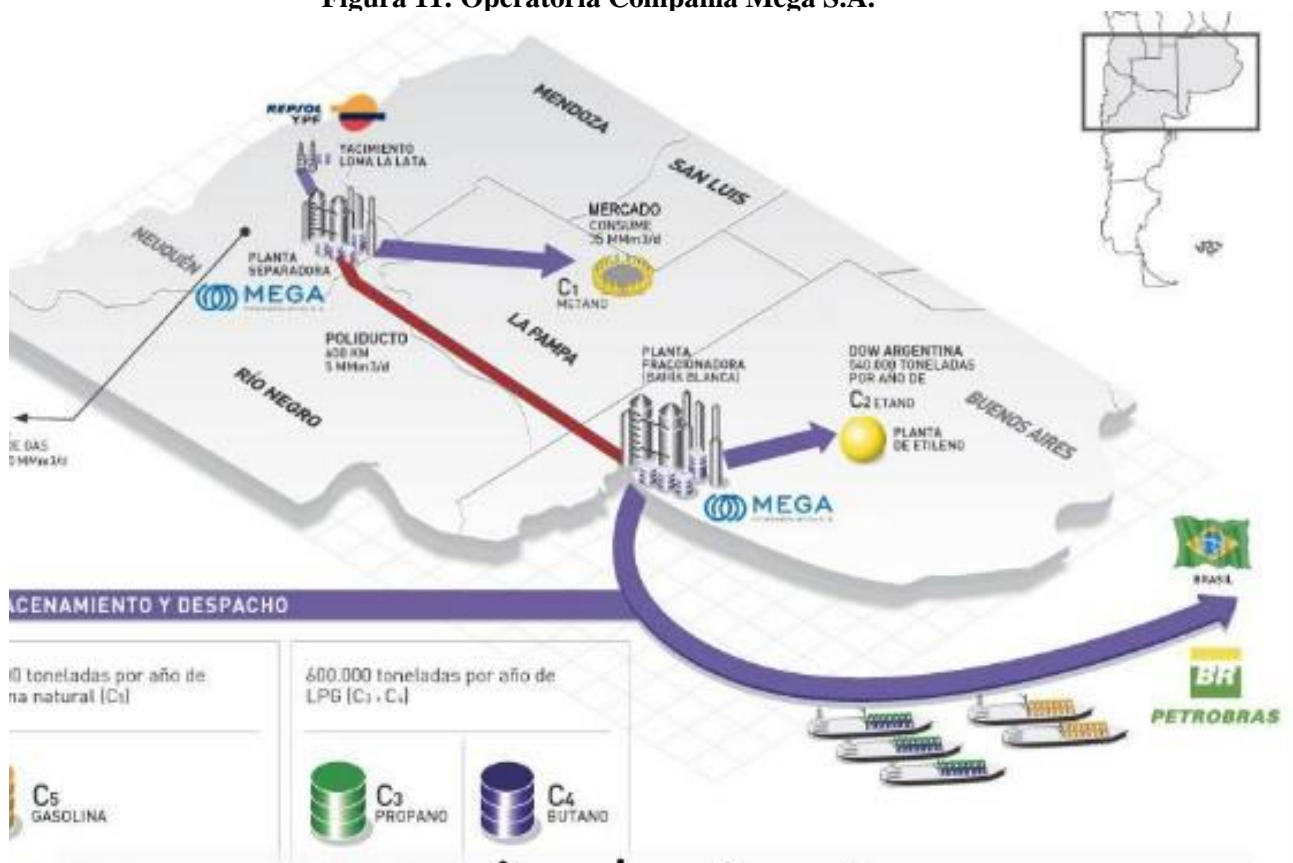 Figura 11: Operatoria Compañía Mega S.A.
MENDOZA
REPSOL
YPF
YACIMIENTO
LOMA LA LATA
SAN LUIS
MERCADO
CONSUME
35 MMm3/d
NEUQUÉN
PLANTA
SEPARADORA
MEGA
C1
METANO
LA PAMPA
POLIDUCTO
600 KM
5 MMm3/d
PLANTA
FRACCIONADORA
(BAHÍA BLANCA)
DOW ARGENTINA
540.000 TONELADAS
POR AÑO DE
C2 ETANO
RÍO NEGRO
BUENOS AIRES
PLANTA
DE ETILENO
DE GAS
MMm3/d
MEGA
BRASIL
ACENAMIENTO Y DESPACHO
0 toneladas por año de
na natural (C5)
600.000 toneladas por año de
LPG (C3 + C4)
BR
PETROBRAS
C5
GASOLINA
C3
PROPANO
C4
BUTANO